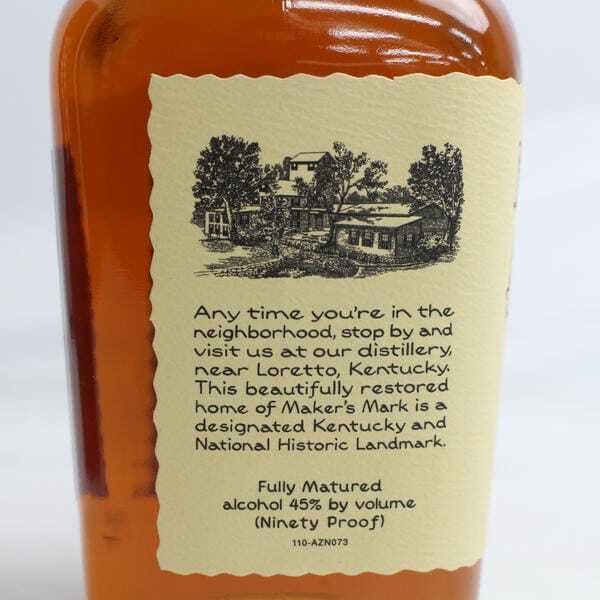 Any time you're in the
neighborhood, stop by and
visit us at our distillery,
near Loretto, Kentucky.
This beautifully restored
home of Maker's Mark is a
designated Kentucky and
National Historic Landmark.
Fully Matured
alcohol 45% by volume
(Ninety Proof)
110-AZN073